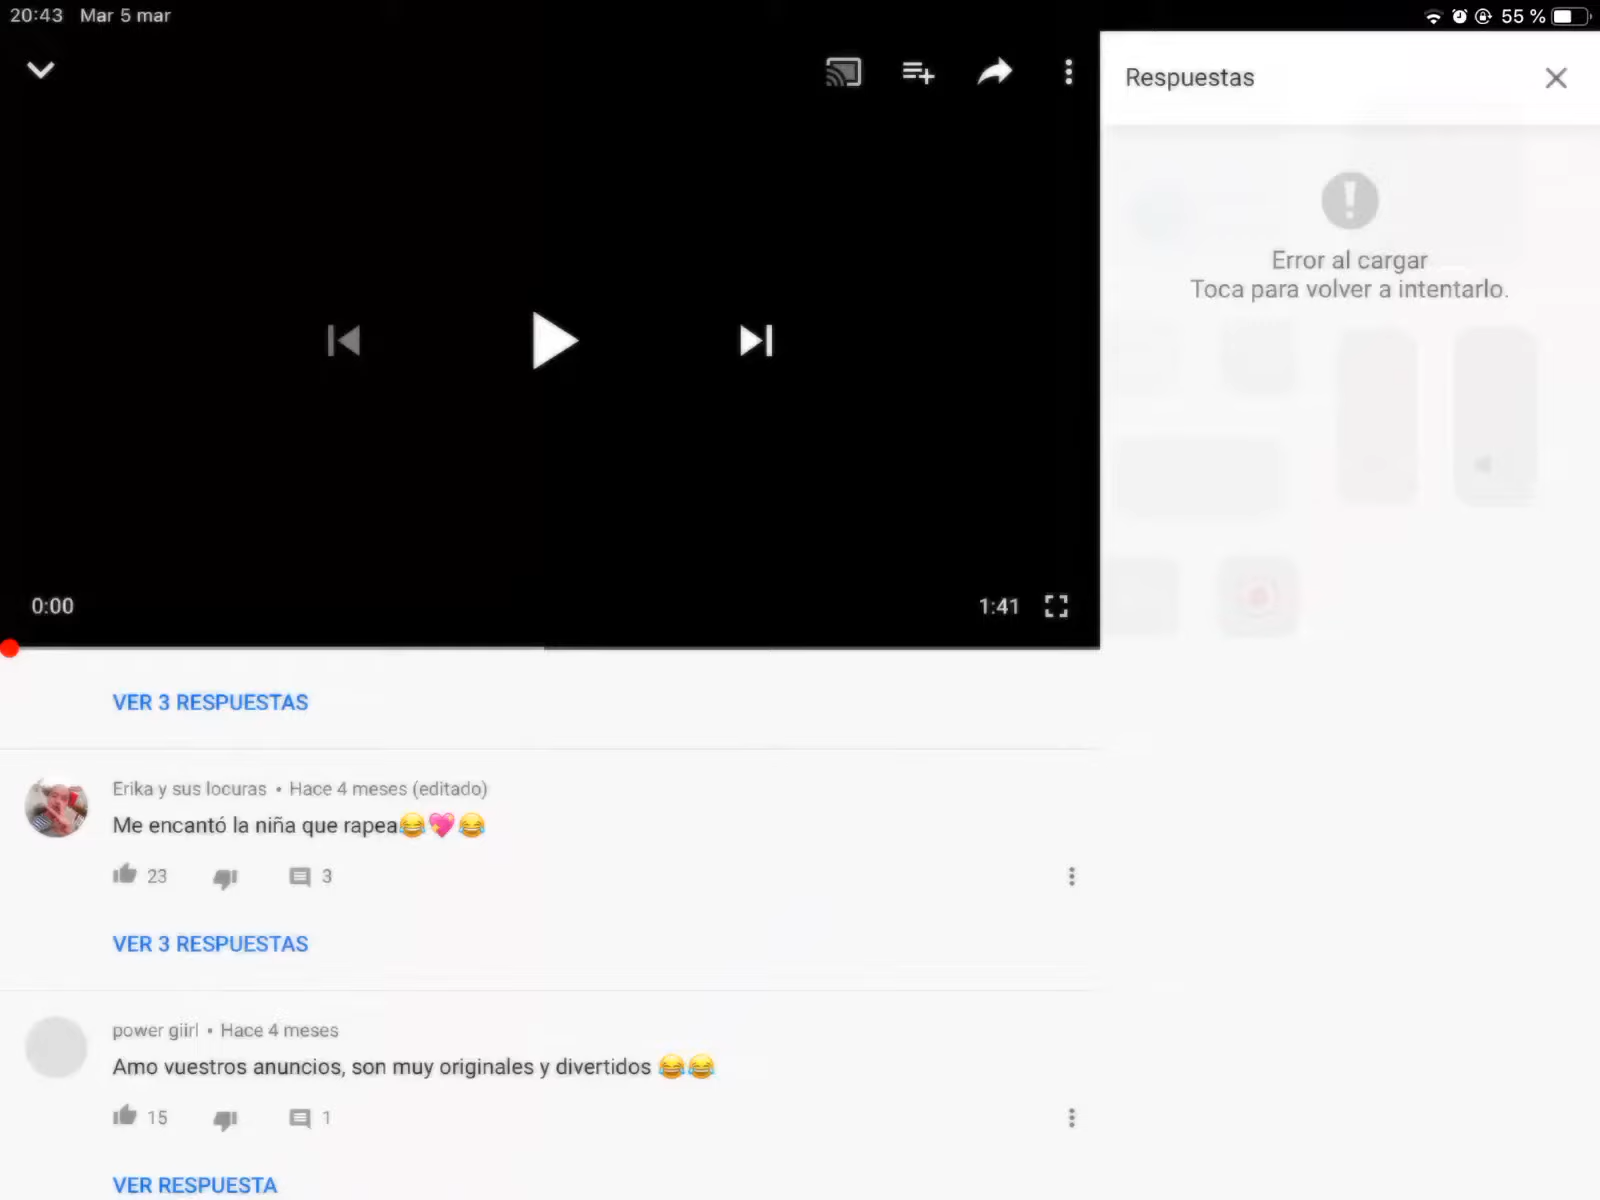 20:43 Mar 5 mar
55 %
Respuestas
Error al cargar
Toca para volver a intentarlo.
0:00
1:41
VER 3 RESPUESTAS
Erika y sus locuras • Hace 4 meses (editado)
Me encantó la niña que rapea😂💖😂
23
3
VER 3 RESPUESTAS
power giirl • Hace 4 meses
Amo vuestros anuncios, son muy originales y divertidos 😂😂
15
1
VER RESPUESTA